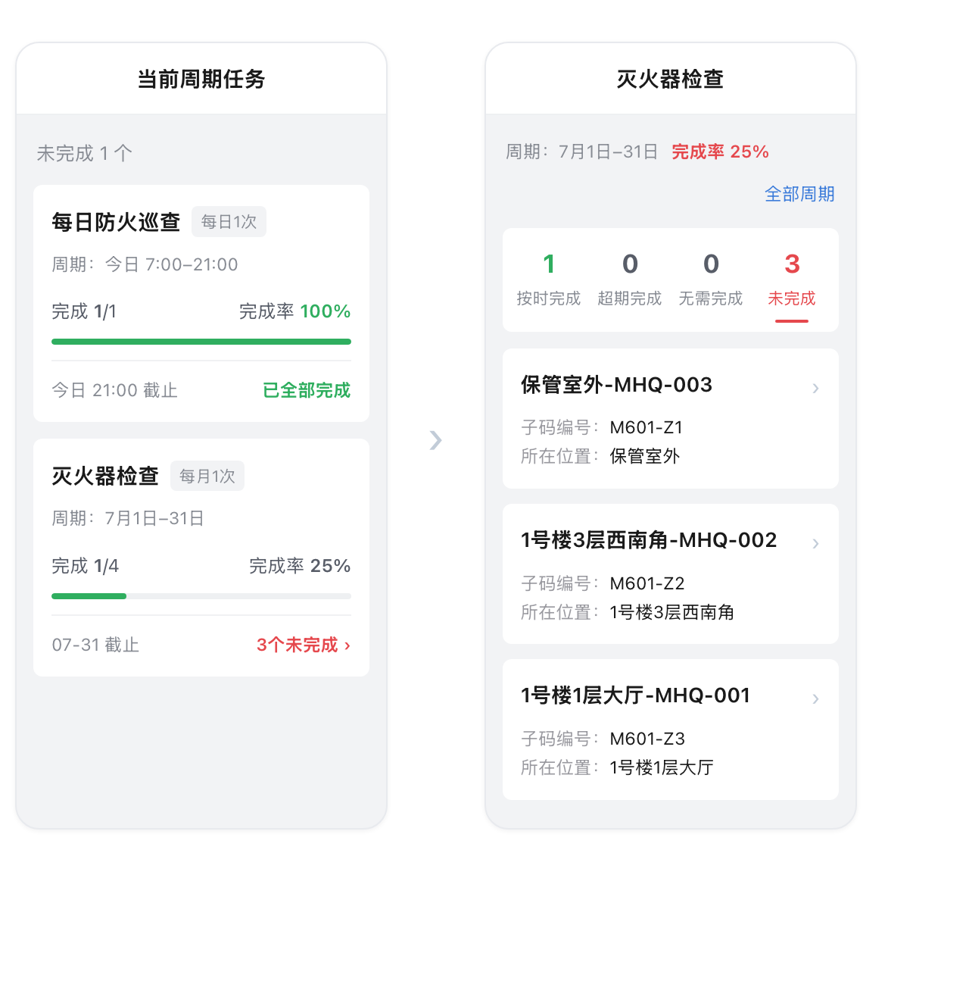 当前周期任务
未完成 1 个
每日防火巡查 每日1次
周期：今日 7:00–21:00
完成 1/1 完成率 100%
今日 21:00 截止 已全部完成
灭火器检查 每月1次
周期：7月1日–31日
完成 1/4 完成率 25%
07-31 截止 3个未完成 ›
›
灭火器检查
周期：7月1日–31日 完成率 25%
全部周期
1 0 0 3
按时完成 超期完成 无需完成 未完成
保管室外-MHQ-003 ›
子码编号：M601-Z1
所在位置：保管室外
1号楼3层西南角-MHQ-002 ›
子码编号：M601-Z2
所在位置：1号楼3层西南角
1号楼1层大厅-MHQ-001 ›
子码编号：M601-Z3
所在位置：1号楼1层大厅